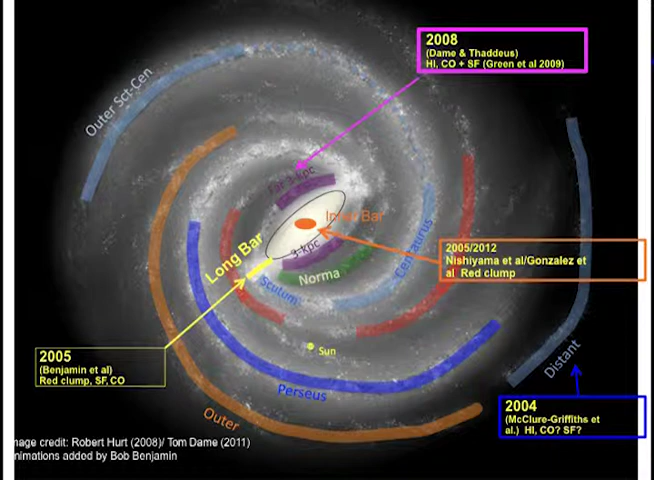 2008
(Dame & Thaddeus)
HI, CO + SF (Green et al 2009)
Outer Sct-Cen
Far 3-kpc
Inner Bar
Centaurus
Long Bar
3-kpc
Norma
Scutum
2005/2012
Nishiyama et al/Gonzalez et
al Red clump
Sun
2005
(Benjamin et al)
Red clump, SF, CO
Perseus
Distant
Outer
2004
(McClure-Griffiths et
al.) HI, CO? SF?
mage credit: Robert Hurt (2008)/ Tom Dame (2011)
nimations added by Bob Benjamin